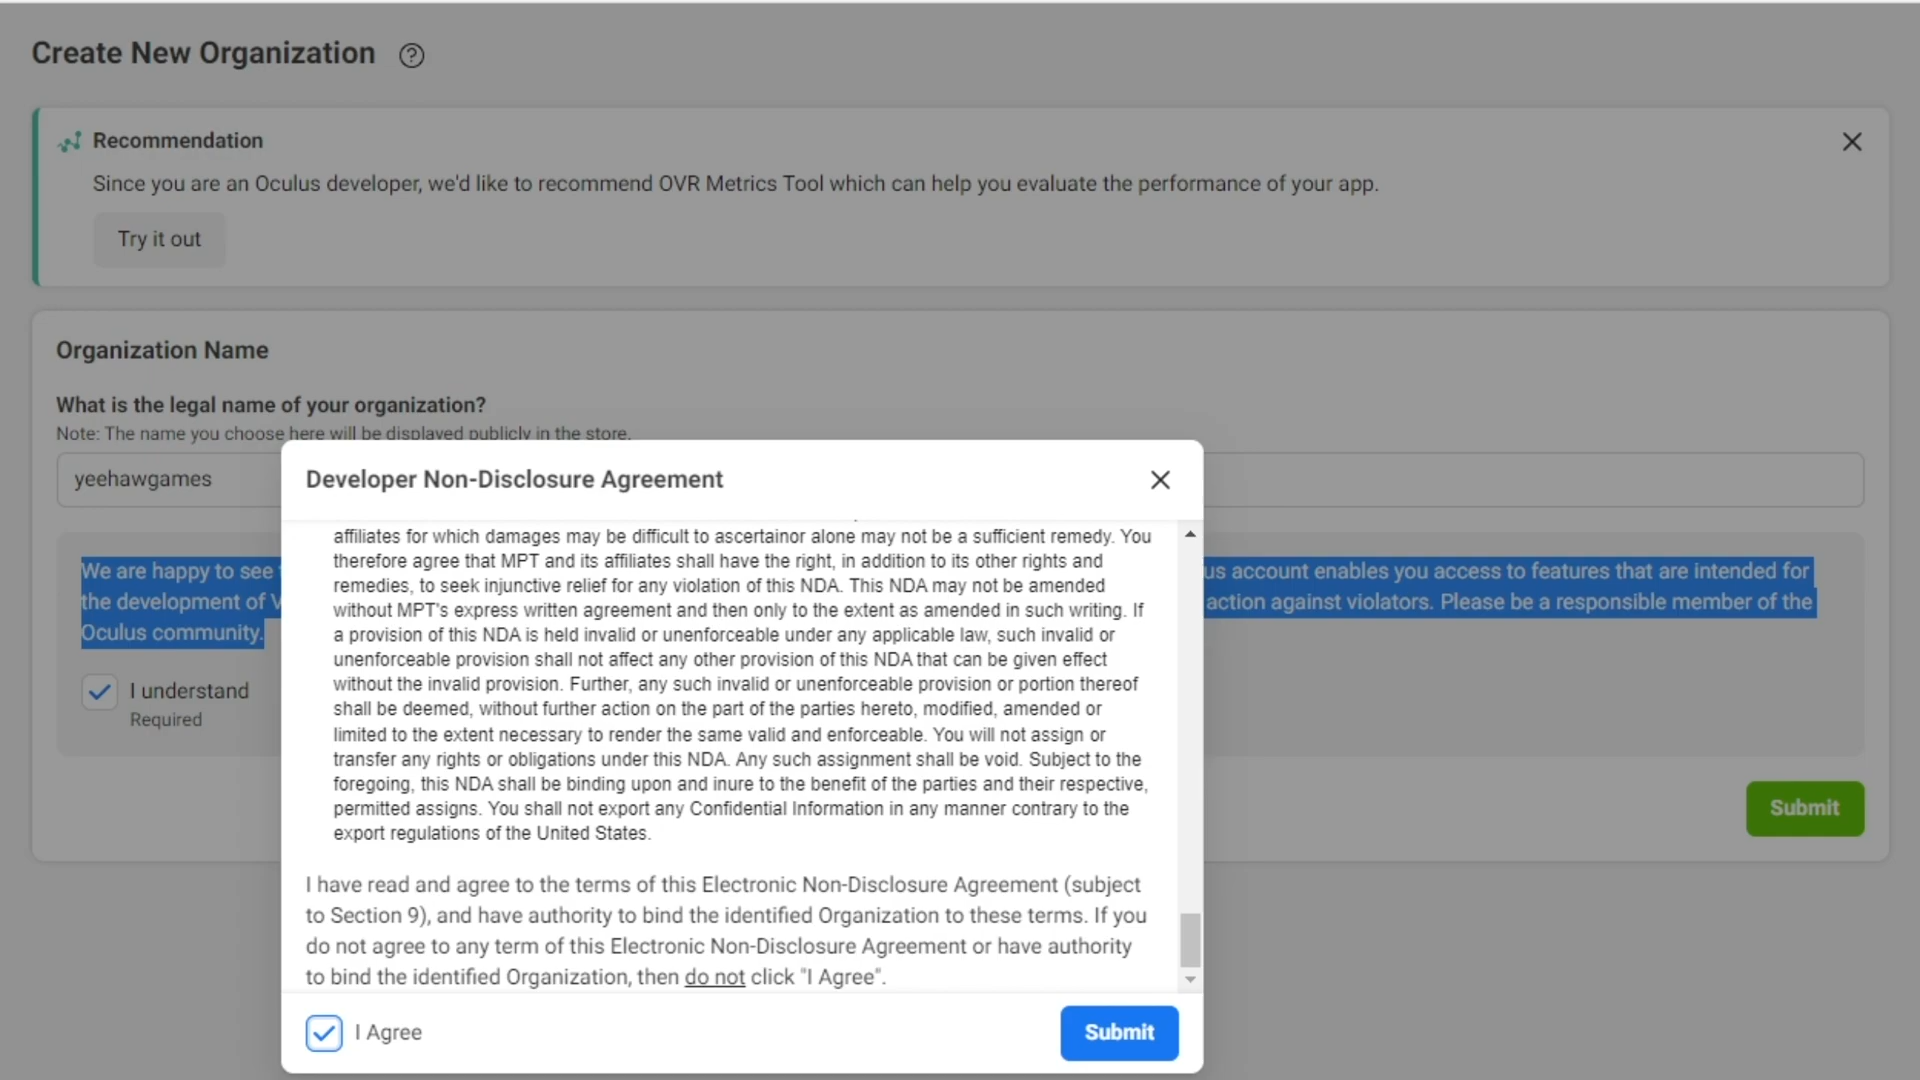 Create New Organization
Recommendation
Since you are an Oculus developer, we'd like to recommend OVR Metrics Tool which can help you evaluate the performance of your app.
Try it out
Organization Name
What is the legal name of your organization?
Note: The name you choose here will be displayed publicly in the store.
yeehawgames
We are happy to see
us account enables you access to features that are intended for
the development of
action against violators. Please be a responsible member of the
Oculus community.
I understand
Required
Submit
Developer Non-Disclosure Agreement
affiliates for which damages may be difficult to ascertainor alone may not be a sufficient remedy. You
therefore agree that MPT and its affiliates shall have the right, in addition to its other rights and
remedies, to seek injunctive relief for any violation of this NDA. This NDA may not be amended
without MPT's express written agreement and then only to the extent as amended in such writing. If
a provision of this NDA is held invalid or unenforceable under any applicable law, such invalid or
unenforceable provision shall not affect any other provision of this NDA that can be given effect
without the invalid provision. Further, any such invalid or unenforceable provision or portion thereof
shall be deemed, without further action on the part of the parties hereto, modified, amended or
limited to the extent necessary to render the same valid and enforceable. You will not assign or
transfer any rights or obligations under this NDA. Any such assignment shall be void. Subject to the
foregoing, this NDA shall be binding upon and inure to the benefit of the parties and their respective,
permitted assigns. You shall not export any Confidential Information in any manner contrary to the
export regulations of the United States.
I have read and agree to the terms of this Electronic Non-Disclosure Agreement (subject
to Section 9), and have authority to bind the identified Organization to these terms. If you
do not agree to any term of this Electronic Non-Disclosure Agreement or have authority
to bind the identified Organization, then do not click "I Agree".
I Agree
Submit